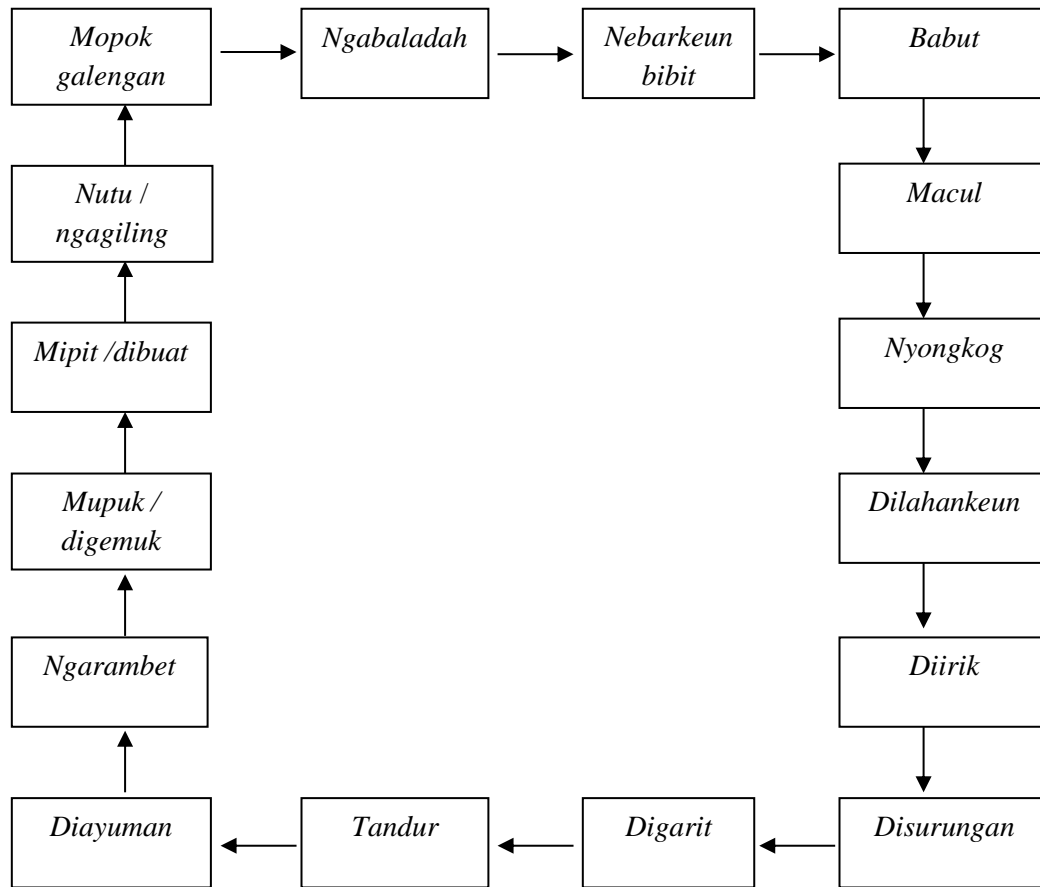 Mopok
galengan
Ngabaladah
Nebarkeun
bibit
Babut
Macul
Nyongkog
Dilahankeun
Diirik
Disurungan
Digarit
Tandur
Diayuman
Ngarambet
Mupuk /
digemuk
Mipit /dibuat
Nutu /
ngagiling